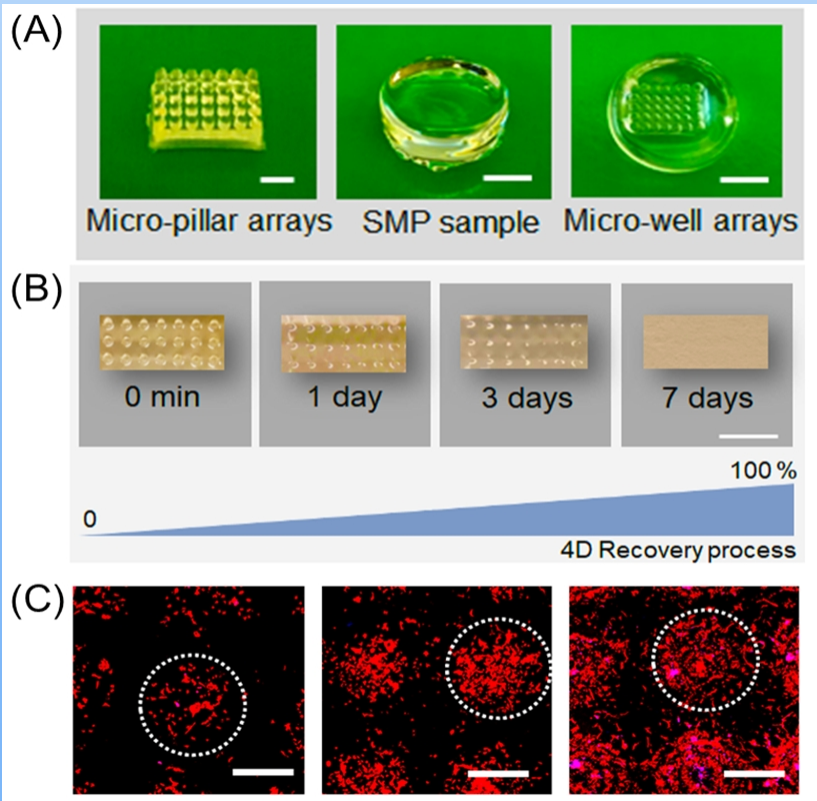 (A)
Micro-pillar arrays
SMP sample
Micro-well arrays
(B)
0 min
1 day
3 days
7 days
100 %
0
4D Recovery process
(C)